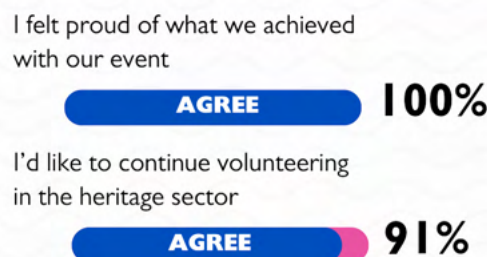 I felt proud of what we achieved
with our event
AGREE 100%
I'd like to continue volunteering
in the heritage sector
AGREE 91%